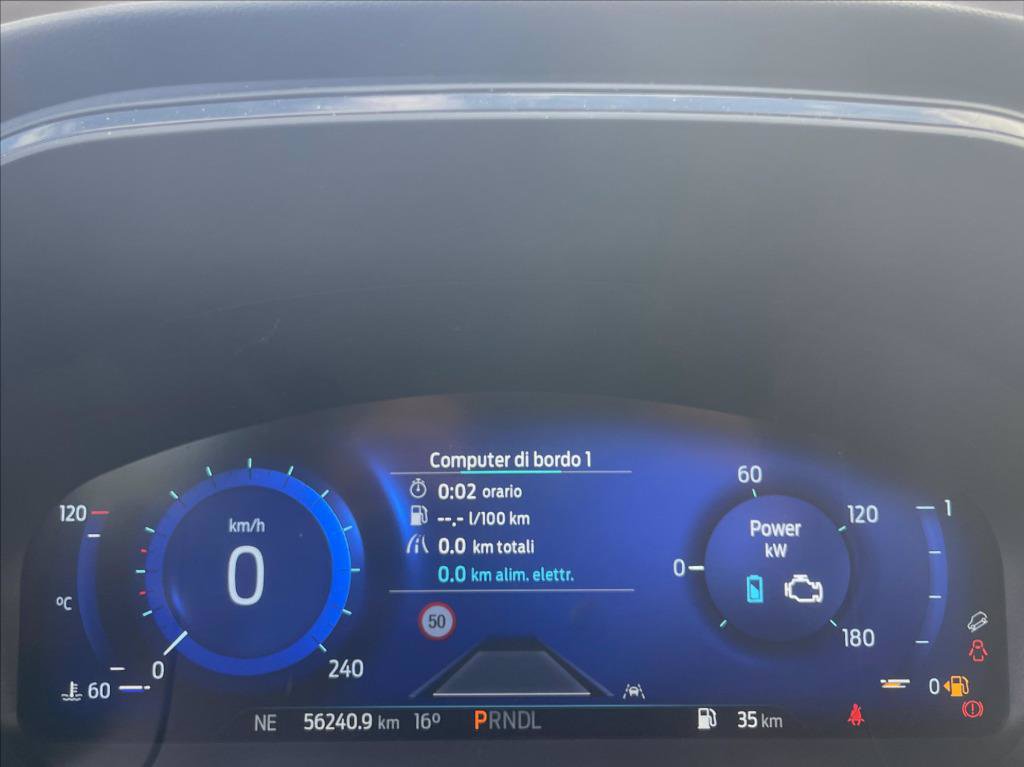 Computer di bordo 1
0:02 orario
--.- l/100 km
0.0 km totali
0.0 km alim. elettr.
120
°C
60
km/h
0
0
240
50
60
120
Power
kW
0
180
1
0
NE 56240.9 km 16° PRNDL 35 km